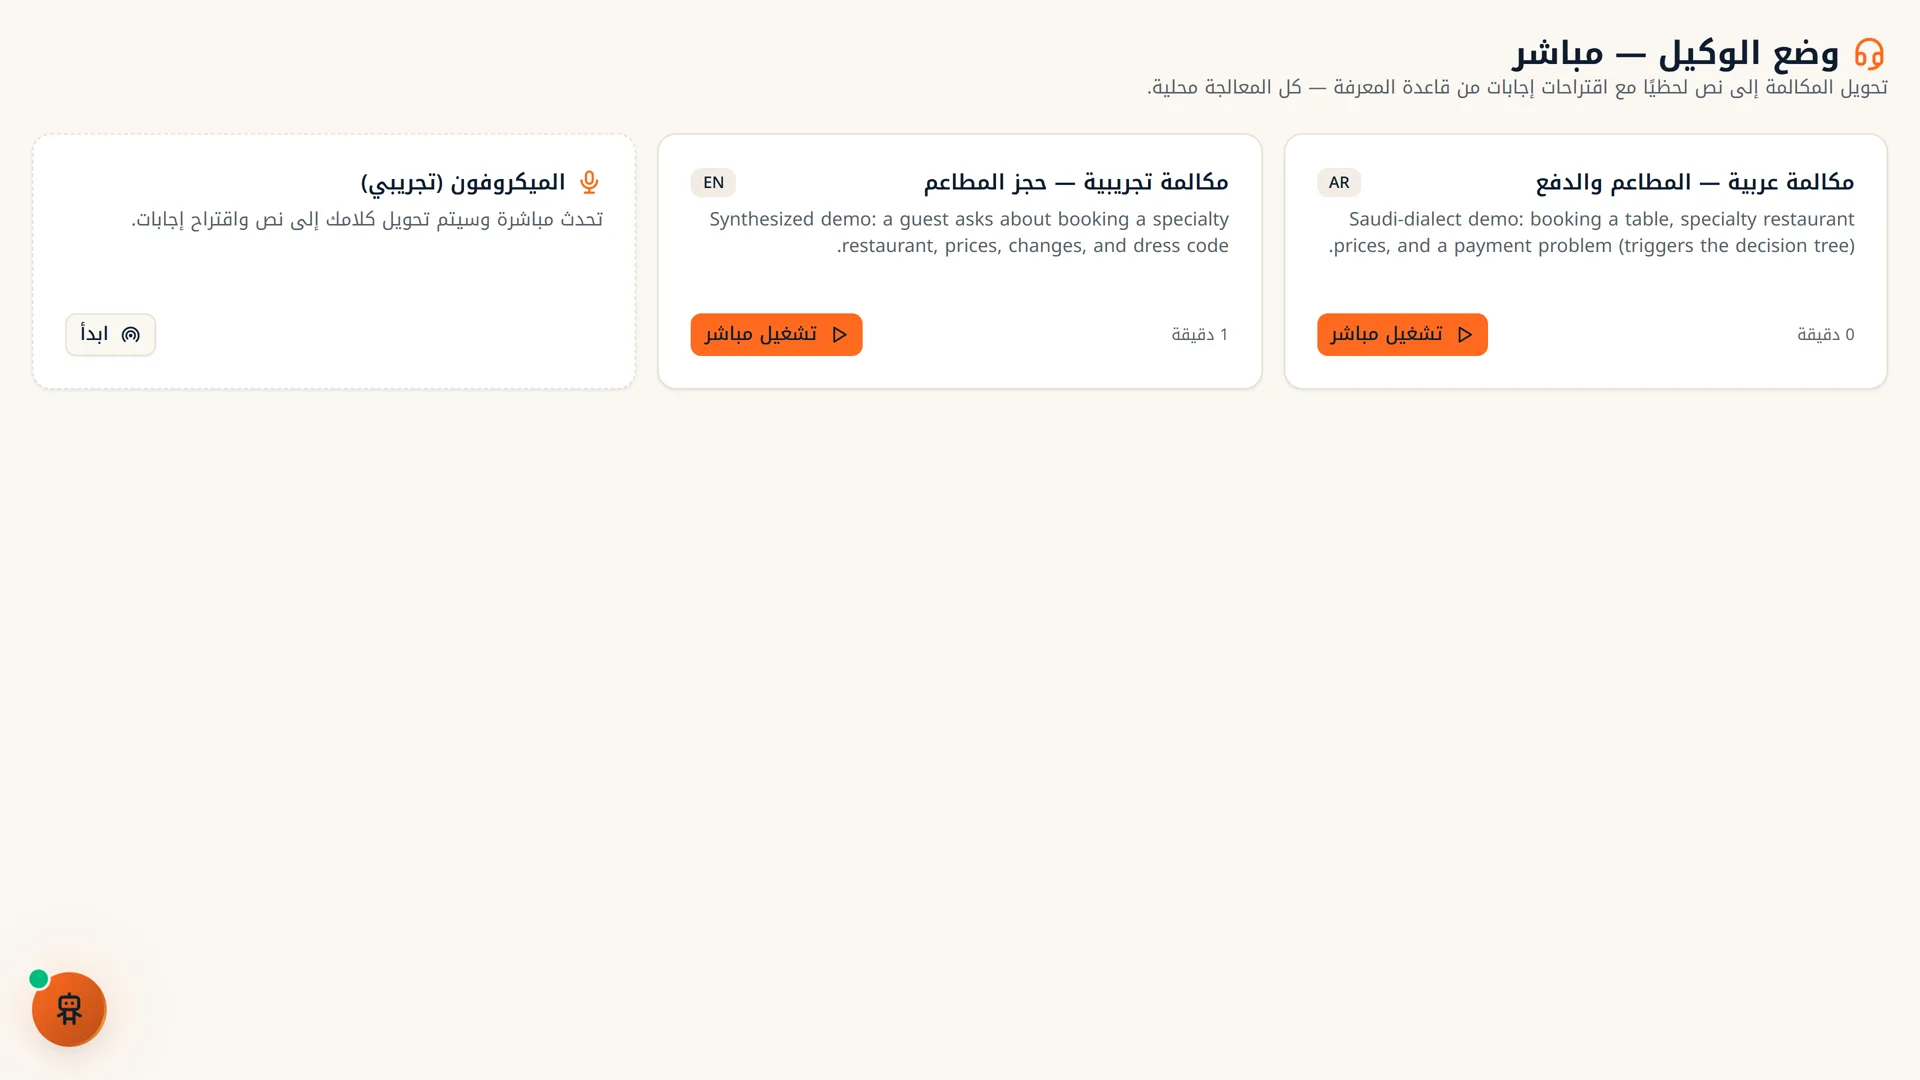 وضع الوكيل — مباشر
تحويل المكالمة إلى نص لحظيًا مع اقتراحات إجابات من قاعدة المعرفة — كل المعالجة محلية.
مكالمة عربية — المطاعم والدفع
AR
Saudi-dialect demo: booking a table, specialty restaurant
prices, and a payment problem (triggers the decision tree).
0 دقيقة
تشغيل مباشر
مكالمة تجريبية — حجز المطاعم
EN
Synthesized demo: a guest asks about booking a specialty
restaurant, prices, changes, and dress code.
1 دقيقة
تشغيل مباشر
الميكروفون (تجريبي)
تحدث مباشرة وسيتم تحويل كلامك إلى نص واقتراح إجابات.
ابدأ